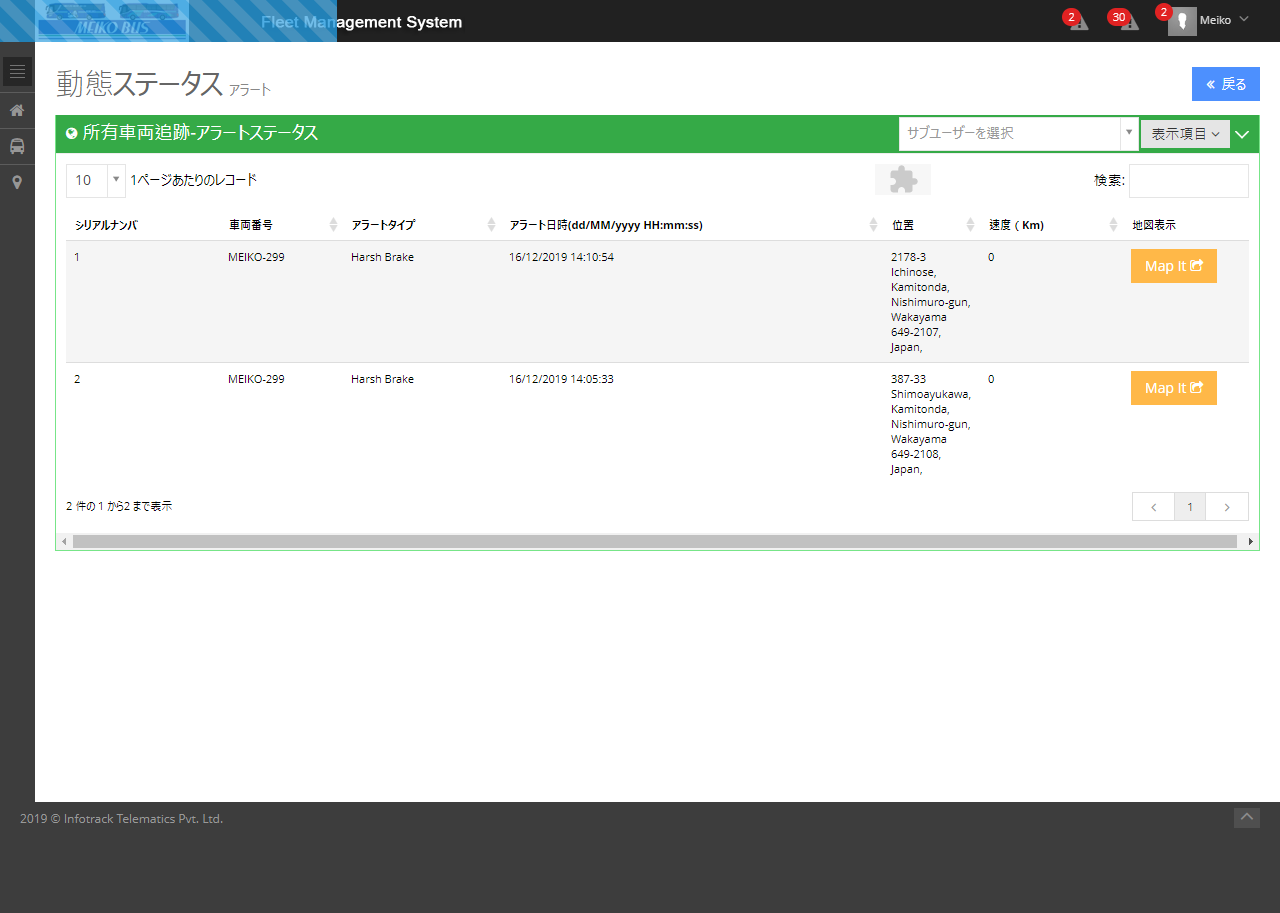 MEIKO BUS
Fleet Management System
2
30
2
Meiko
動態ステータス アラート
« 戻る
所有車両追跡-アラートステータス
サブユーザーを選択
表示項目
10
1ページあたりのレコード
検索:
シリアルナンバ 車両番号 アラートタイプ アラート日時(dd/MM/yyyy HH:mm:ss) 位置 速度 ( Km) 地図表示
1 MEIKO-299 Harsh Brake 16/12/2019 14:10:54 2178-3 0 Map It
Ichinose,
Kamitonda,
Nishimuro-gun,
Wakayama
649-2107,
Japan,
2 MEIKO-299 Harsh Brake 16/12/2019 14:05:33 387-33 0 Map It
Shimoayukawa,
Kamitonda,
Nishimuro-gun,
Wakayama
649-2108,
Japan,
2 件の 1 から2 まで表示
1
2019 © Infotrack Telematics Pvt. Ltd.